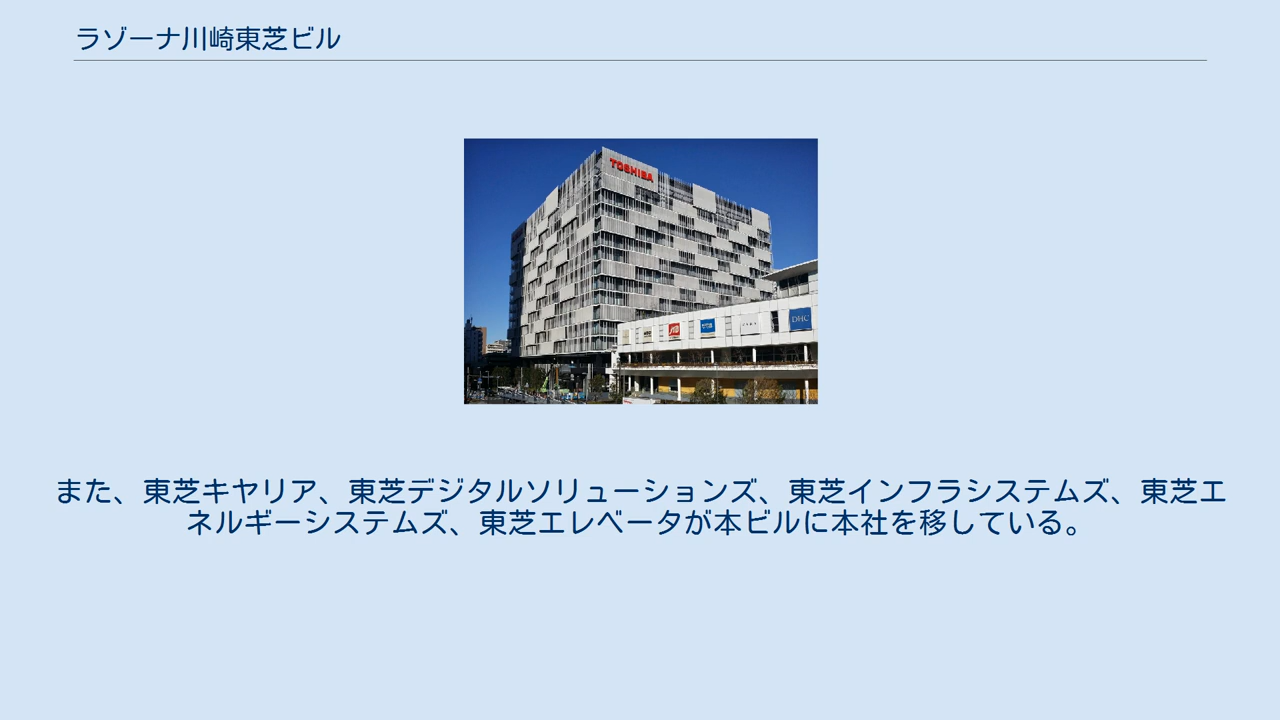 ラゾーナ川崎東芝ビル
TOSHIBA
DHC
また、東芝キヤリア、東芝デジタルソリューションズ、東芝インフラシステムズ、東芝エ
ネルギーシステムズ、東芝エレベータが本ビルに本社を移している。